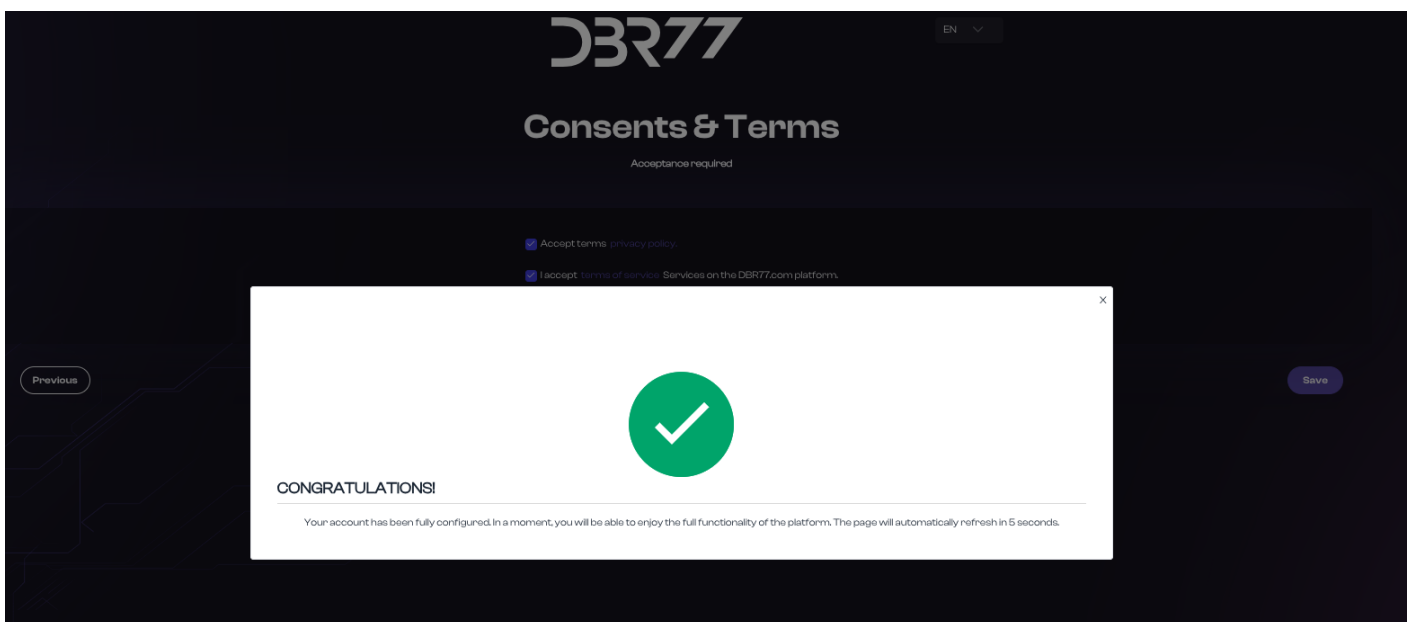 DBR77
EN
Consents & Terms
Acceptance required
Accept terms privacy policy.
I accept terms of service Services on the DBR77.com platform.
Previous
Save
CONGRATULATIONS!
Your account has been fully configured. In a moment, you will be able to enjoy the full functionality of the platform. The page will automatically refresh in 5 seconds.